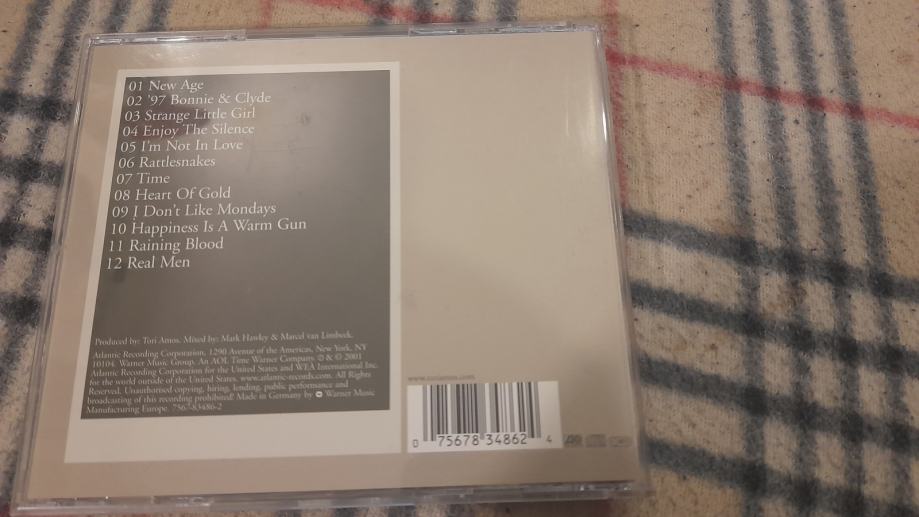 01 New Age
02 '97 Bonnie & Clyde
03 Strange Little Girl
04 Enjoy The Silence
05 I'm Not In Love
06 Rattlesnakes
07 Time
08 Heart Of Gold
09 I Don't Like Mondays
10 Happiness Is A Warm Gun
11 Raining Blood
12 Real Men
Produced by: Tori Amos. Mixed by: Mark Hawley & Marcel van Limbeek.
Atlantic Recording Corporation, 1290 Avenue of the Americas, New York, NY
10104. Warner Music Group. An AOL Time Warner Company. ℗ & © 2001
Atlantic Recording Corporation for the United States and WEA International Inc.
for the world outside of the United States. www.atlantic-records.com. All Rights
Reserved. Unauthorised copying, hiring, lending, public performance and
broadcasting of this recording prohibited! Made in Germany by Warner Music
Manufacturing Europe. 7567-83486-2
www.toriamos.com
0 75678 34862 4